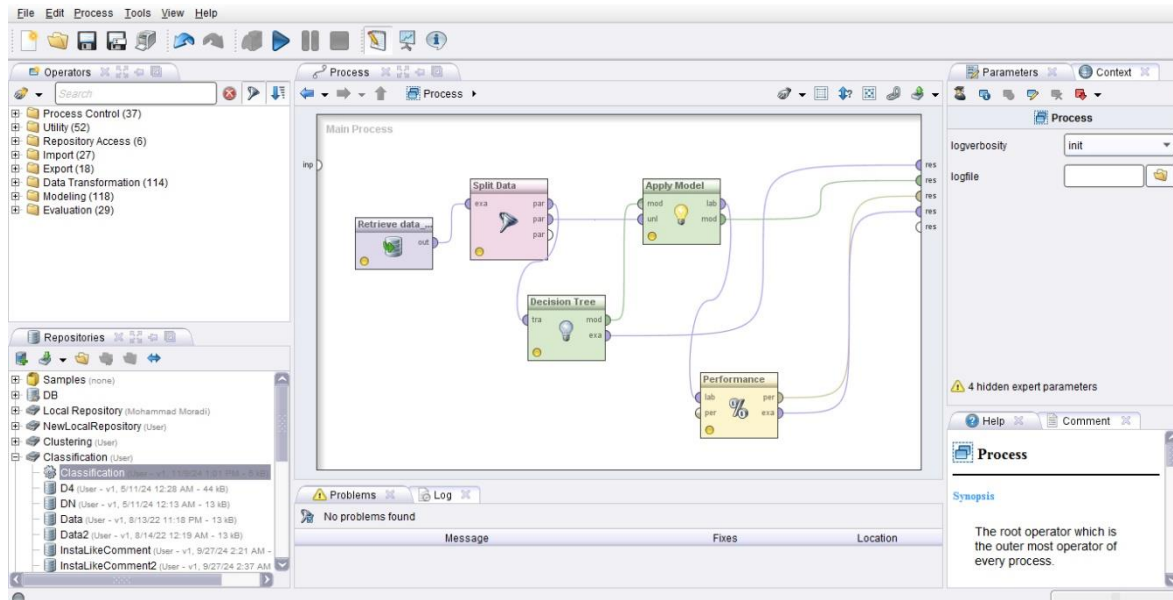 File Edit Process Tools View Help
Operators
Search
Process Control (37)
Utility (52)
Repository Access (6)
Import (27)
Export (18)
Data Transformation (114)
Modeling (118)
Evaluation (29)
Repositories
Samples (none)
DB
Local Repository (Mohammad Moradi)
NewLocalRepository (User)
Clustering (User)
Classification (User)
Classification
D4 (User - v1, 5/11/24 12:28 AM - 44 kB)
DN (User - v1, 5/11/24 12:13 AM - 13 kB)
Data (User - v1, 8/13/22 11:18 PM - 13 kB)
Data2 (User - v1, 8/14/22 12:19 AM - 13 kB)
InstaLikeComment (User - v1, 9/27/24 2:21 AM -
InstaLikeComment2 (User - v1, 9/27/24 2:37 AM
Process
Process
Main Process
inp
Retrieve data_...
out
Split Data
exa par
par
par
Apply Model
mod lab
unl mod
Decision Tree
tra mod
exa
Performance
lab per
per exa
res
res
res
res
res
Problems Log
No problems found
Message Fixes Location
Parameters Context
Process
logverbosity init
logfile
4 hidden expert parameters
Help Comment
Process
Synopsis
The root operator which is
the outer most operator of
every process.